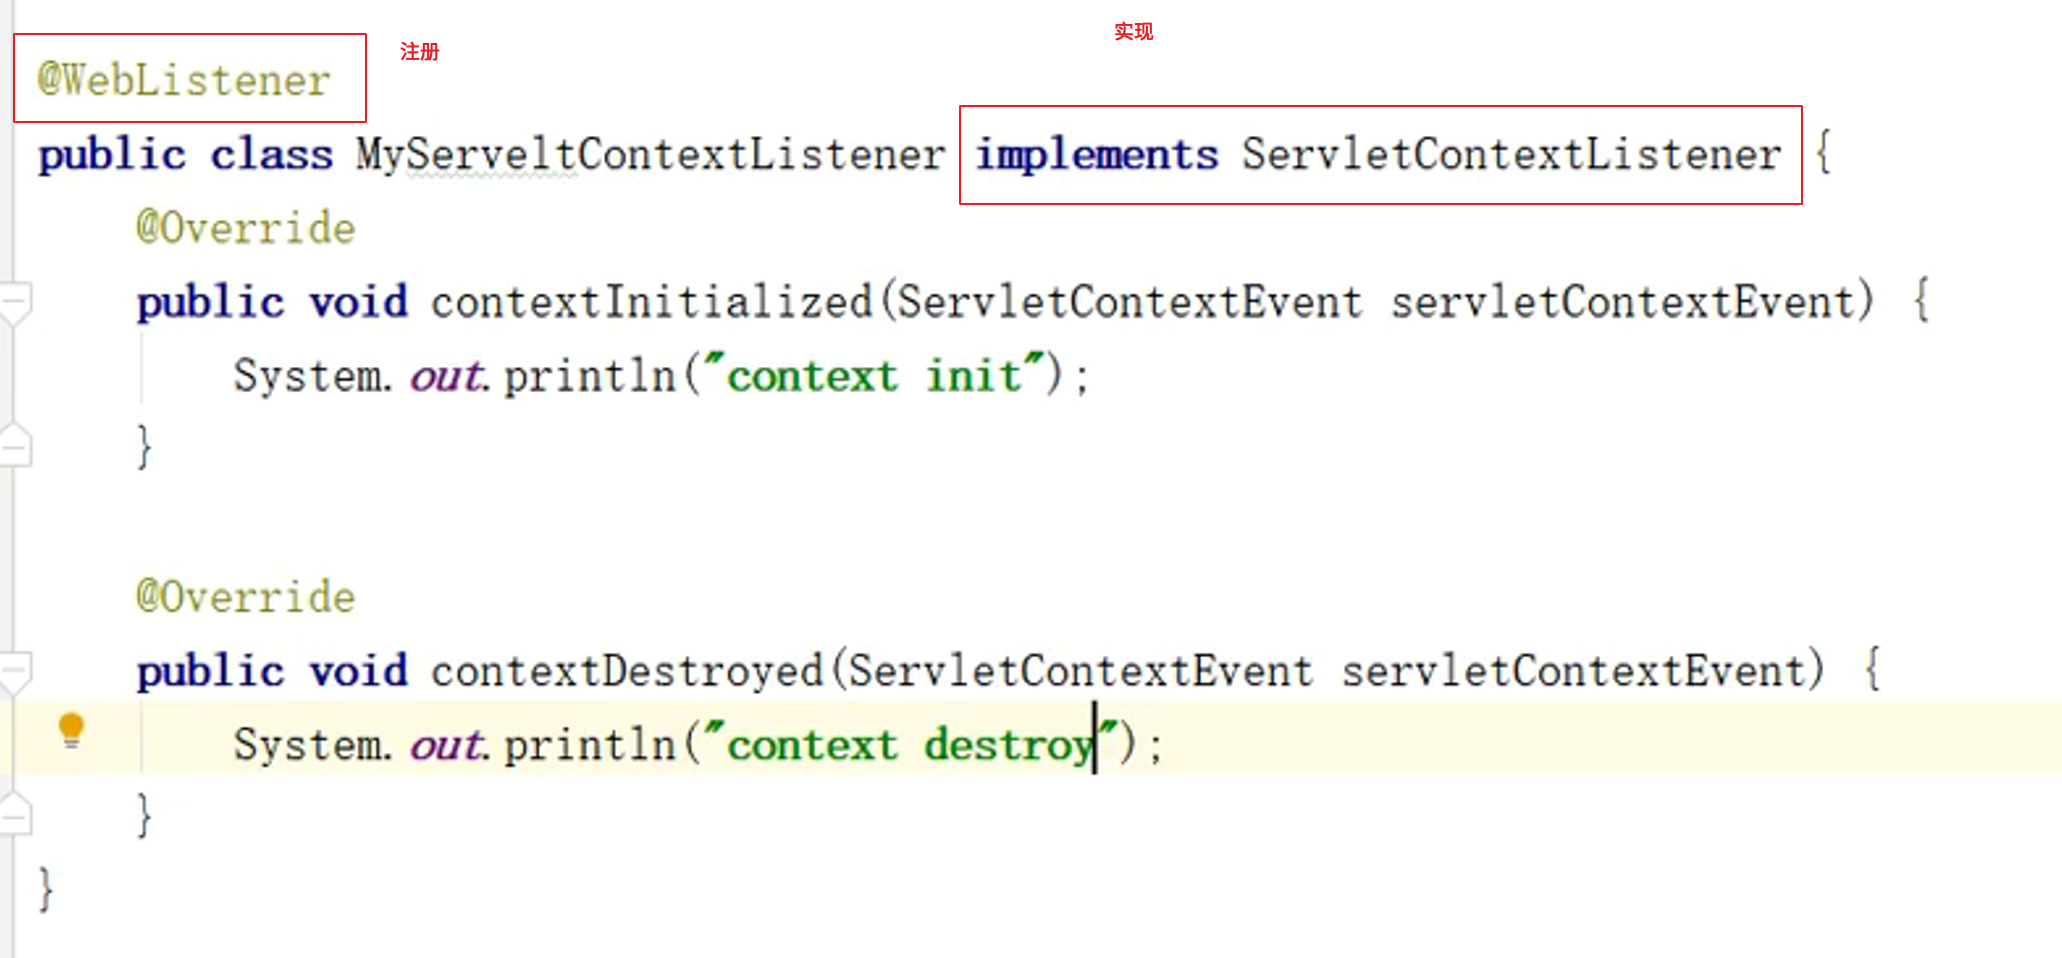 实现
注册
@WebListener
public class MyServeltContextListener implements ServletContextListener {
@Override
public void contextInitialized(ServletContextEvent servletContextEvent) {
System.out.println("context init");
}
@Override
public void contextDestroyed(ServletContextEvent servletContextEvent) {
System.out.println("context destroy");
}
}